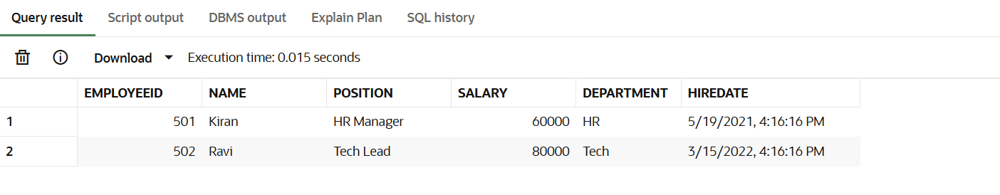 Query result Script output DBMS output Explain Plan SQL history
Download Execution time: 0.015 seconds
EMPLOYEEID NAME POSITION SALARY DEPARTMENT HIREDATE
1 501 Kiran HR Manager 60000 HR 5/19/2021, 4:16:16 PM
2 502 Ravi Tech Lead 80000 Tech 3/15/2022, 4:16:16 PM